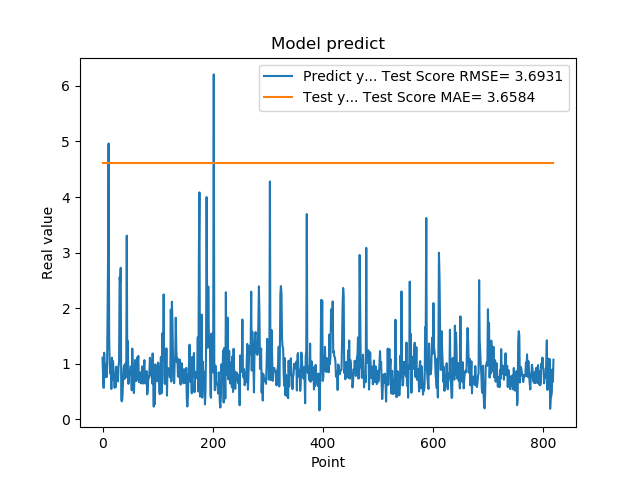 Model predict
Predict y... Test Score RMSE= 3.6931
Test y... Test Score MAE= 3.6584
6
5
4
3
2
1
0
Real value
0 200 400 600 800
Point